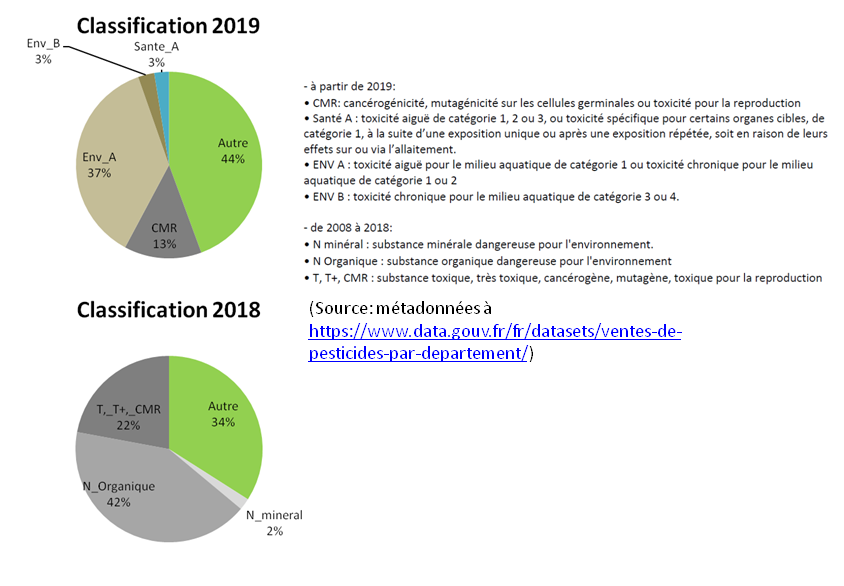 Classification 2019
Env_B
3%
Sante_A
3%
Autre
44%
Env_A
37%
CMR
13%
- à partir de 2019:
• CMR: cancérogénicité, mutagénicité sur les cellules germinales ou toxicité pour la reproduction
• Santé A : toxicité aiguë de catégorie 1, 2 ou 3, ou toxicité spécifique pour certains organes cibles, de
catégorie 1, à la suite d'une exposition unique ou après une exposition répétée, soit en raison de leurs
effets sur ou via l'allaitement.
• ENV A : toxicité aiguë pour le milieu aquatique de catégorie 1 ou toxicité chronique pour le milieu
aquatique de catégorie 1 ou 2
• ENV B : toxicité chronique pour le milieu aquatique de catégorie 3 ou 4.
- de 2008 à 2018:
• N minéral : substance minérale dangereuse pour l'environnement.
• N Organique : substance organique dangereuse pour l'environnement
• T, T+, CMR : substance toxique, très toxique, cancérogène, mutagène, toxique pour la reproduction
(Source: métadonnées à
https://www.data.gouv.fr/fr/datasets/ventes-de-
pesticides-par-departement/)
Classification 2018
T,_T+,_CMR
22%
Autre
34%
N_Organique
42%
N_mineral
2%